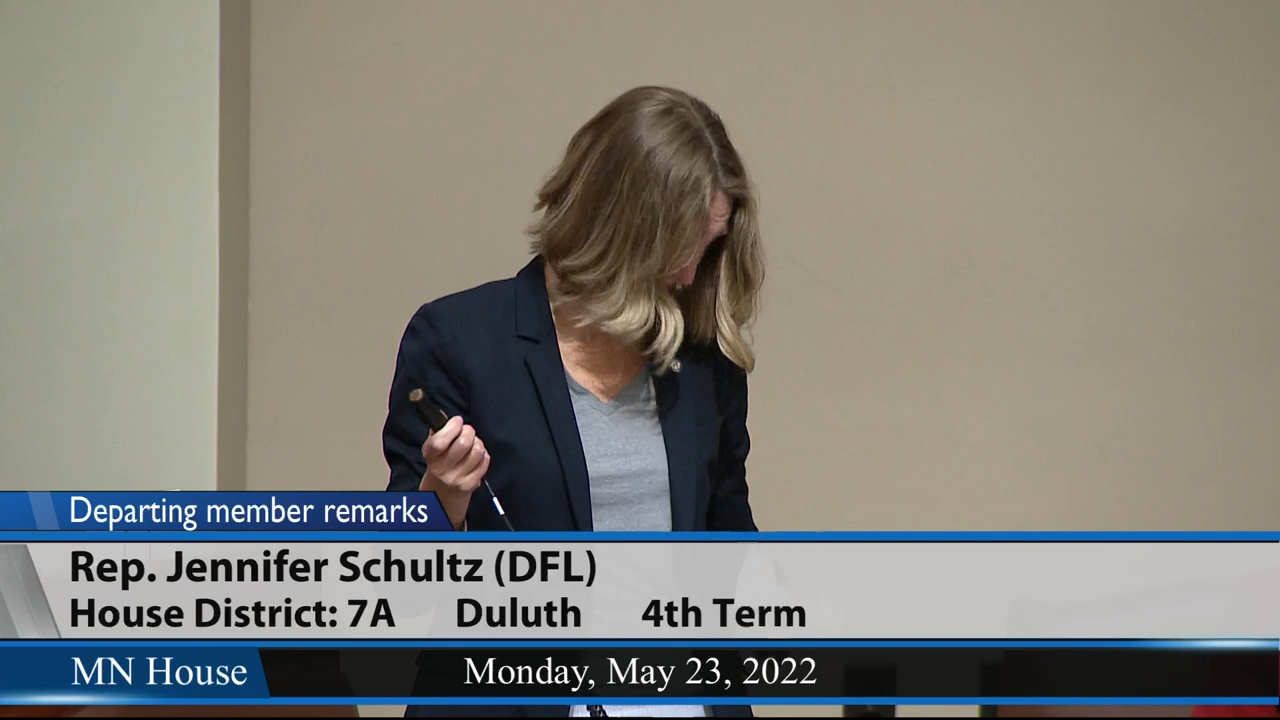 Departing member remarks
Rep. Jennifer Schultz (DFL)
House District: 7A Duluth 4th Term
MN House Monday, May 23, 2022